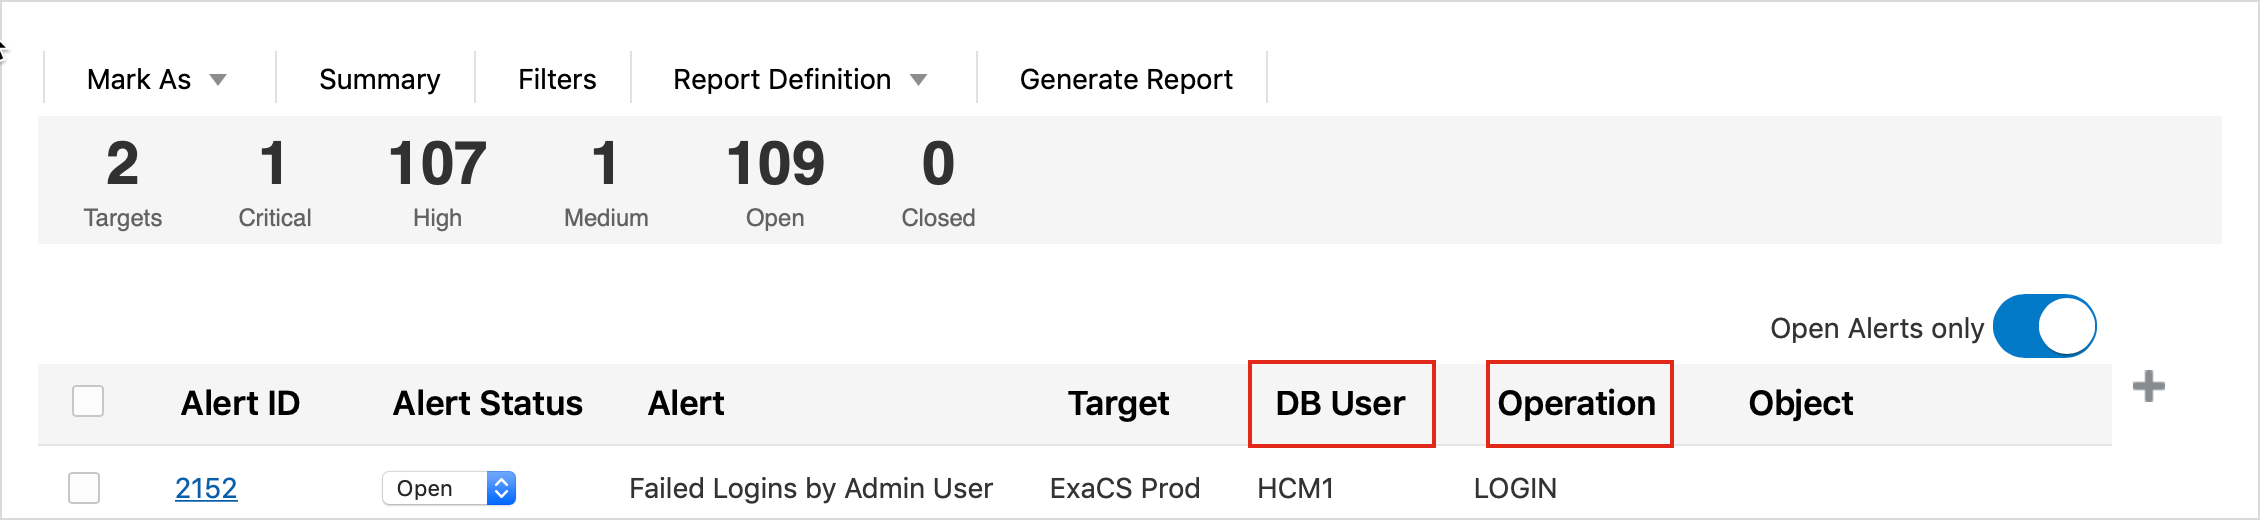 Mark As Summary Filters Report Definition Generate Report
2 1 107 1 109 0
Targets Critical High Medium Open Closed
Open Alerts only
Alert ID Alert Status Alert Target DB User Operation Object
2152 Open Failed Logins by Admin User ExaCS Prod HCM1 LOGIN